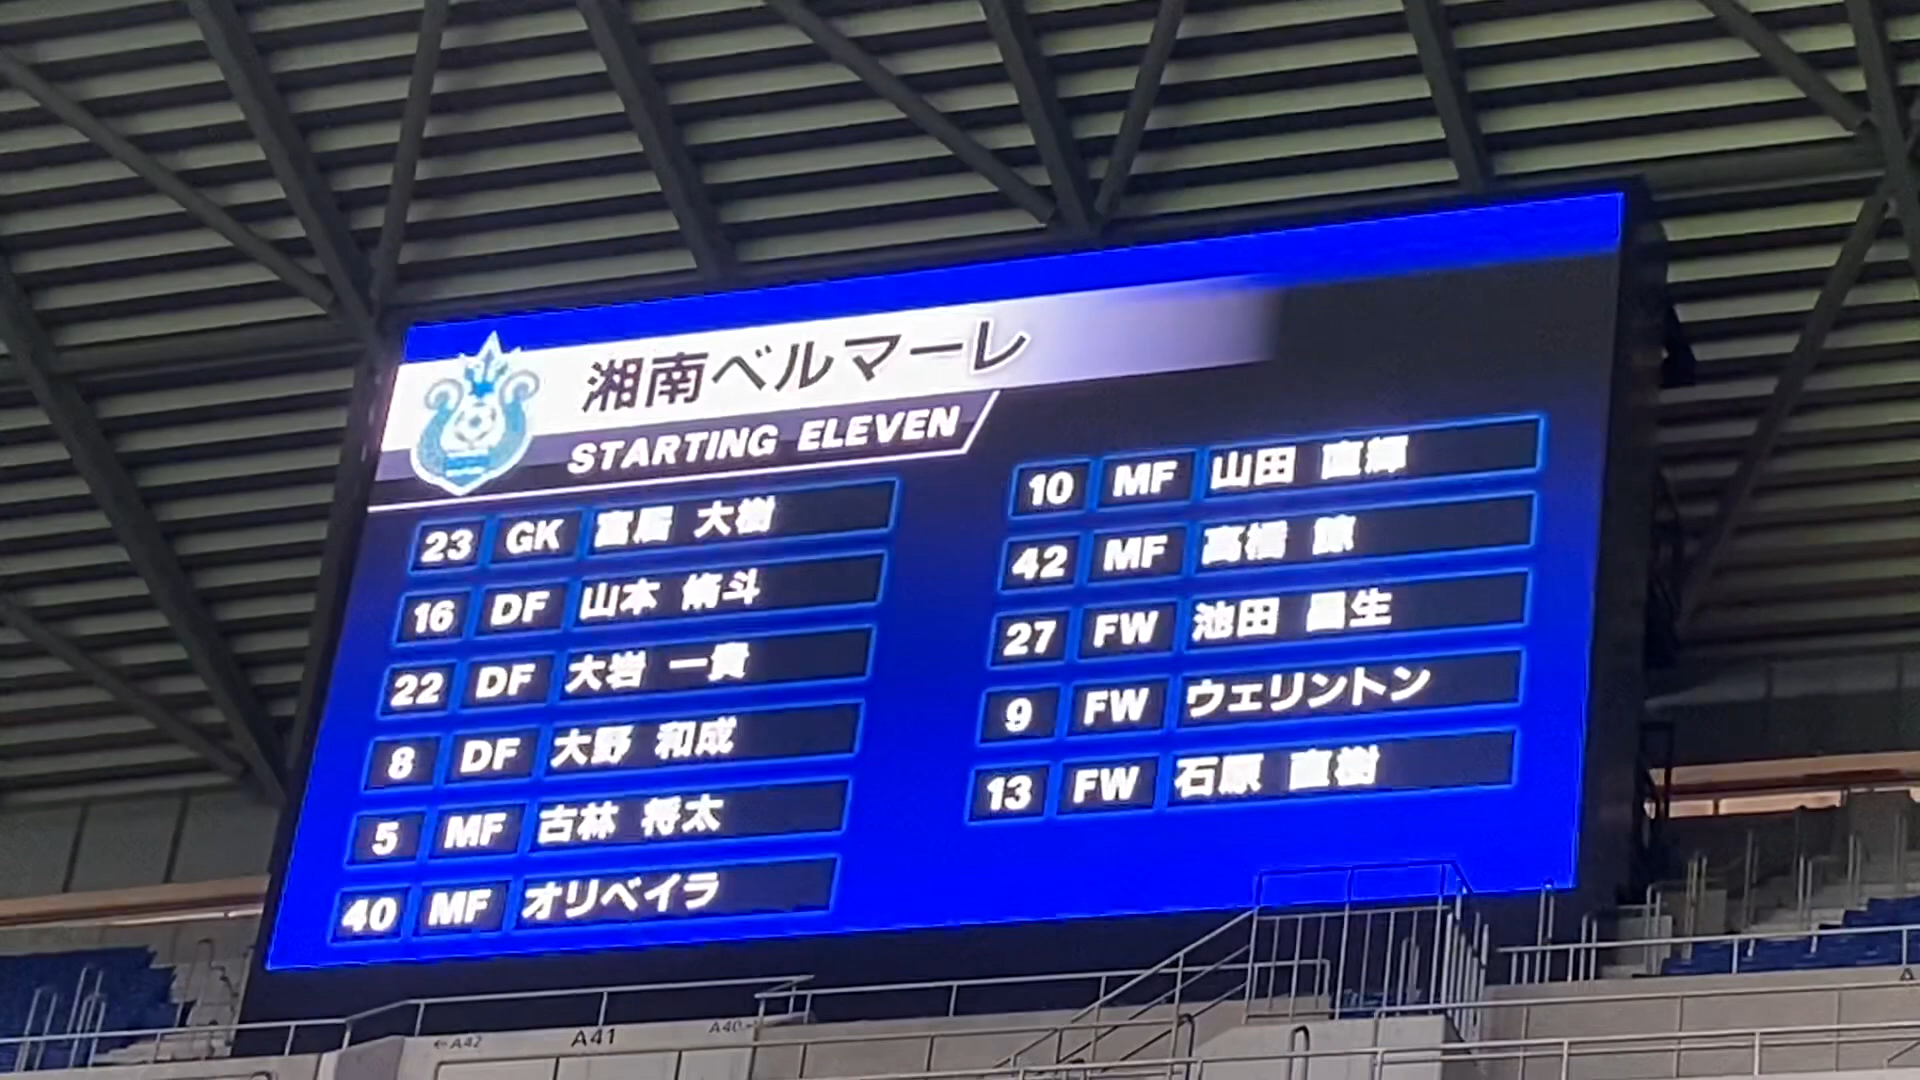 湘南ベルマーレ
STARTING ELEVEN
23 GK 富居 大樹
16 DF 山本 脩斗
22 DF 大岩 一貴
8 DF 大野 和成
5 MF 古林 将太
40 MF オリベイラ
10 MF 山田 直輝
42 MF 高橋 諒
27 FW 池田 昌生
9 FW ウェリントン
13 FW 石原 直樹
←A42
A41
A40→